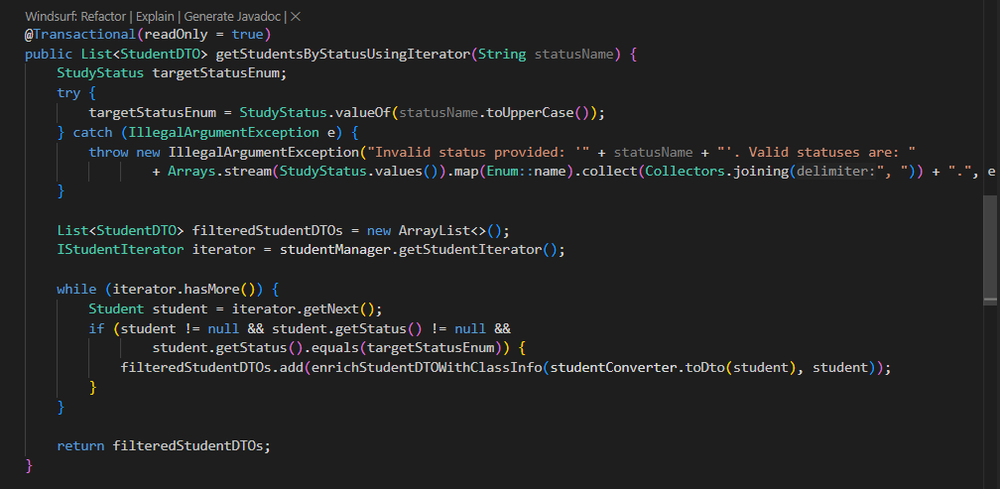 Windsurf: Refactor | Explain | Generate Javadoc | ✕
@Transactional(readOnly = true)
public List<StudentDTO> getStudentsByStatusUsingIterator(String statusName) {
    StudyStatus targetStatusEnum;
    try {
        targetStatusEnum = StudyStatus.valueOf(statusName.toUpperCase());
    } catch (IllegalArgumentException e) {
        throw new IllegalArgumentException("Invalid status provided: '" + statusName + "'. Valid statuses are: "
                + Arrays.stream(StudyStatus.values()).map(Enum::name).collect(Collectors.joining(delimiter:", ")) + ".", e
    }
    List<StudentDTO> filteredStudentDTOs = new ArrayList<>();
    IStudentIterator iterator = studentManager.getStudentIterator();
    while (iterator.hasMore()) {
        Student student = iterator.getNext();
        if (student != null && student.getStatus() != null &&
                student.getStatus().equals(targetStatusEnum)) {
            filteredStudentDTOs.add(enrichStudentDTOWithClassInfo(studentConverter.toDto(student), student));
        }
    }
    return filteredStudentDTOs;
}